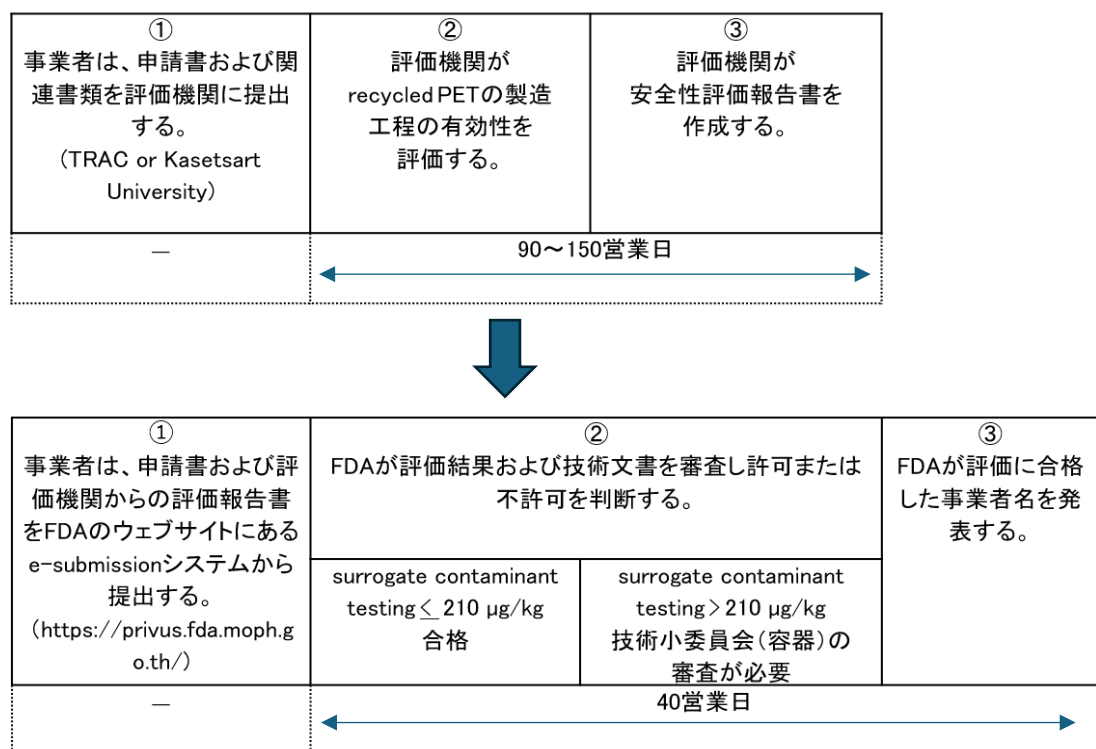 ①
事業者は、申請書および関
連書類を評価機関に提出
する。
（TRAC or Kasetsart
University）
②
評価機関が
recycled PETの製造
工程の有効性を
評価する。
③
評価機関が
安全性評価報告書を
作成する。
―
90～150営業日
①
事業者は、申請書および評
価機関からの評価報告書
をFDAのウェブサイトにある
e-submissionシステムから
提出する。
（https://privus.fda.moph.g
o.th/）
②
FDAが評価結果および技術文書を審査し許可または
不許可を判断する。
surrogate contaminant
testing≦ 210 μg/kg
合格
surrogate contaminant
testing＞210 μg/kg
技術小委員会（容器）の
審査が必要
③
FDAが評価に合格
した事業者名を発
表する。
―
40営業日